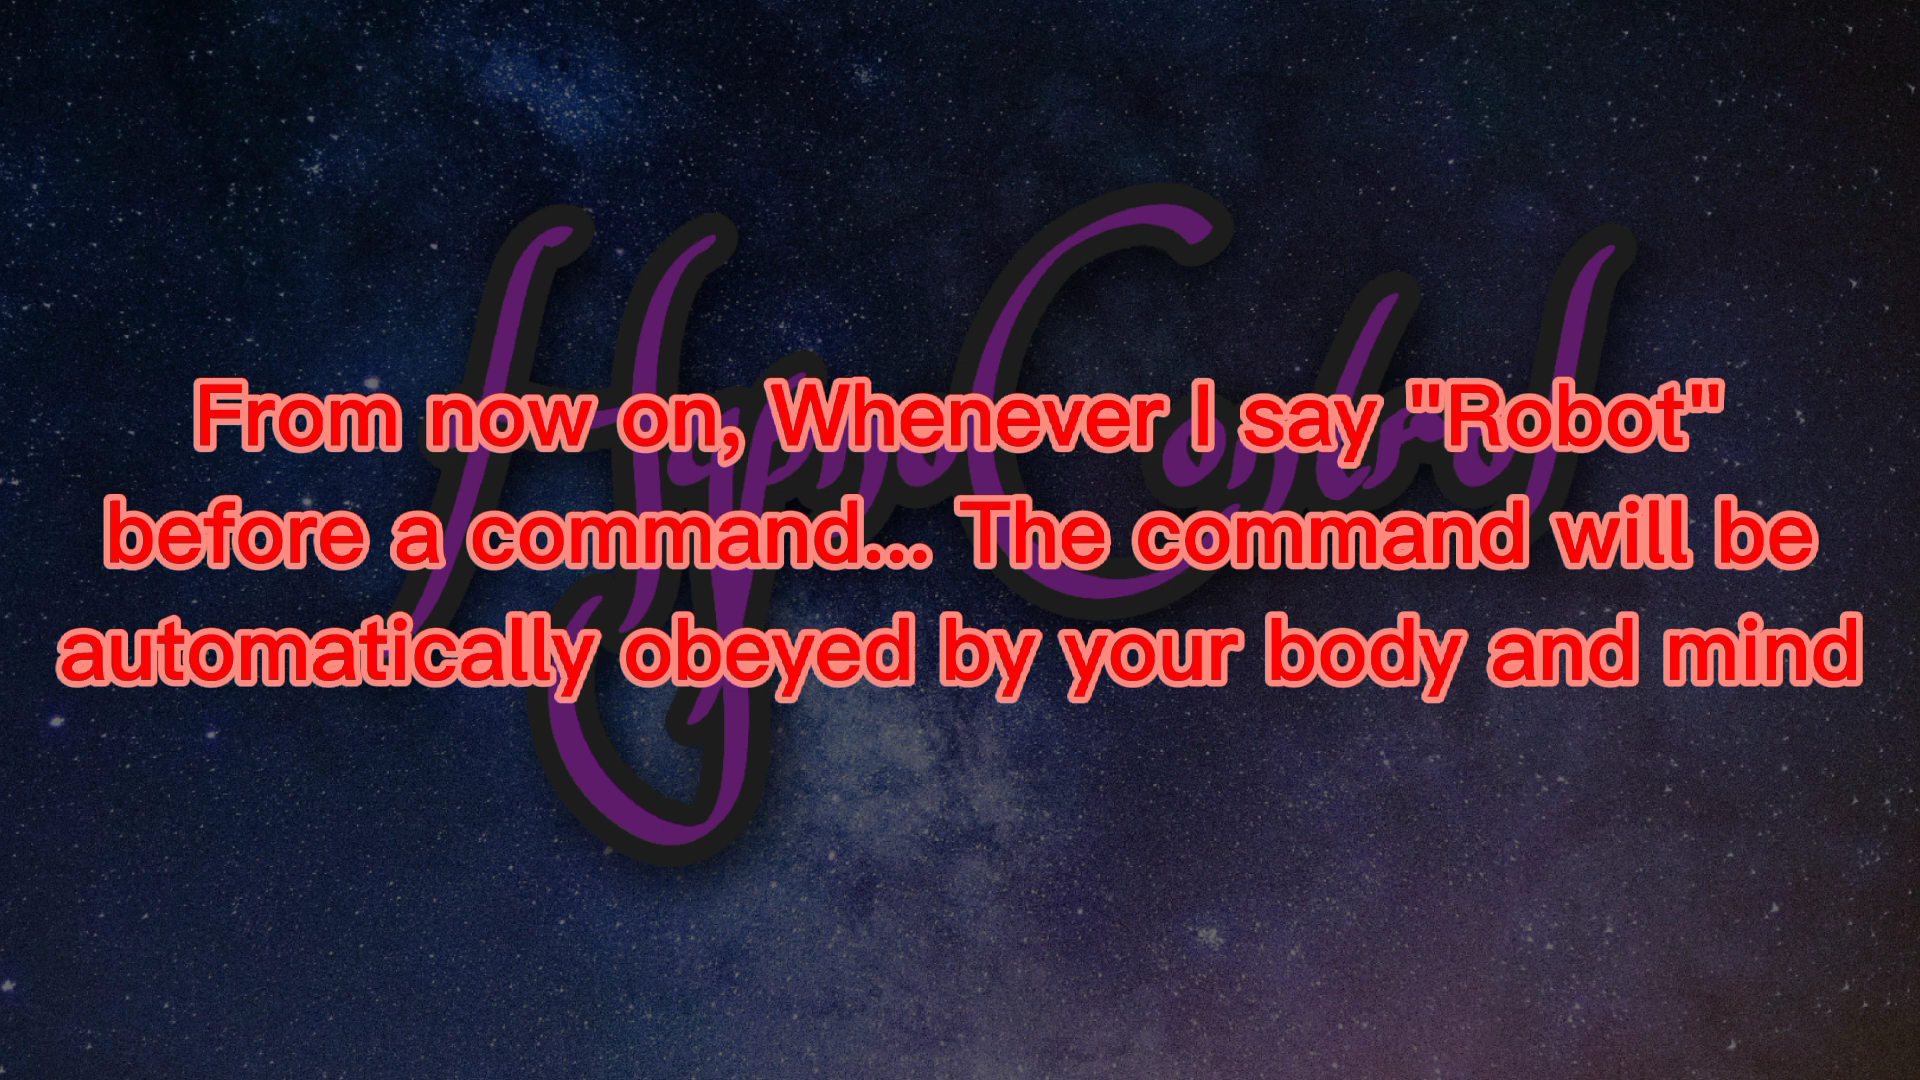 HypnoControl
From now on, Whenever I say "Robot"
before a command... The command will be
automatically obeyed by your body and mind